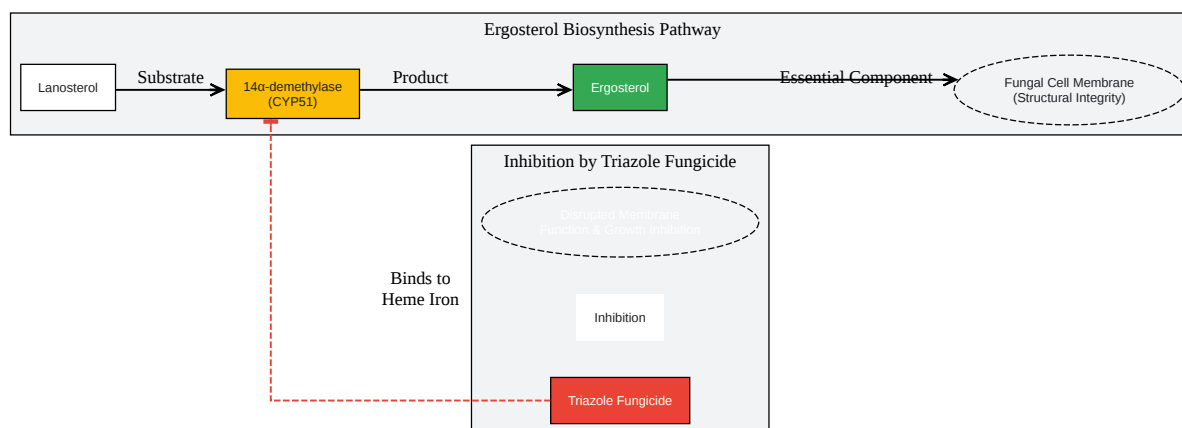 Ergosterol Biosynthesis Pathway
Lanosterol
Substrate
14α-demethylase
(CYP51)
Product
Ergosterol
Essential Component
Fungal Cell Membrane
(Structural Integrity)
Inhibition by Triazole Fungicide
Disrupted Membrane
Function & Growth Inhibition
Binds to
Heme Iron
Inhibition
Triazole Fungicide